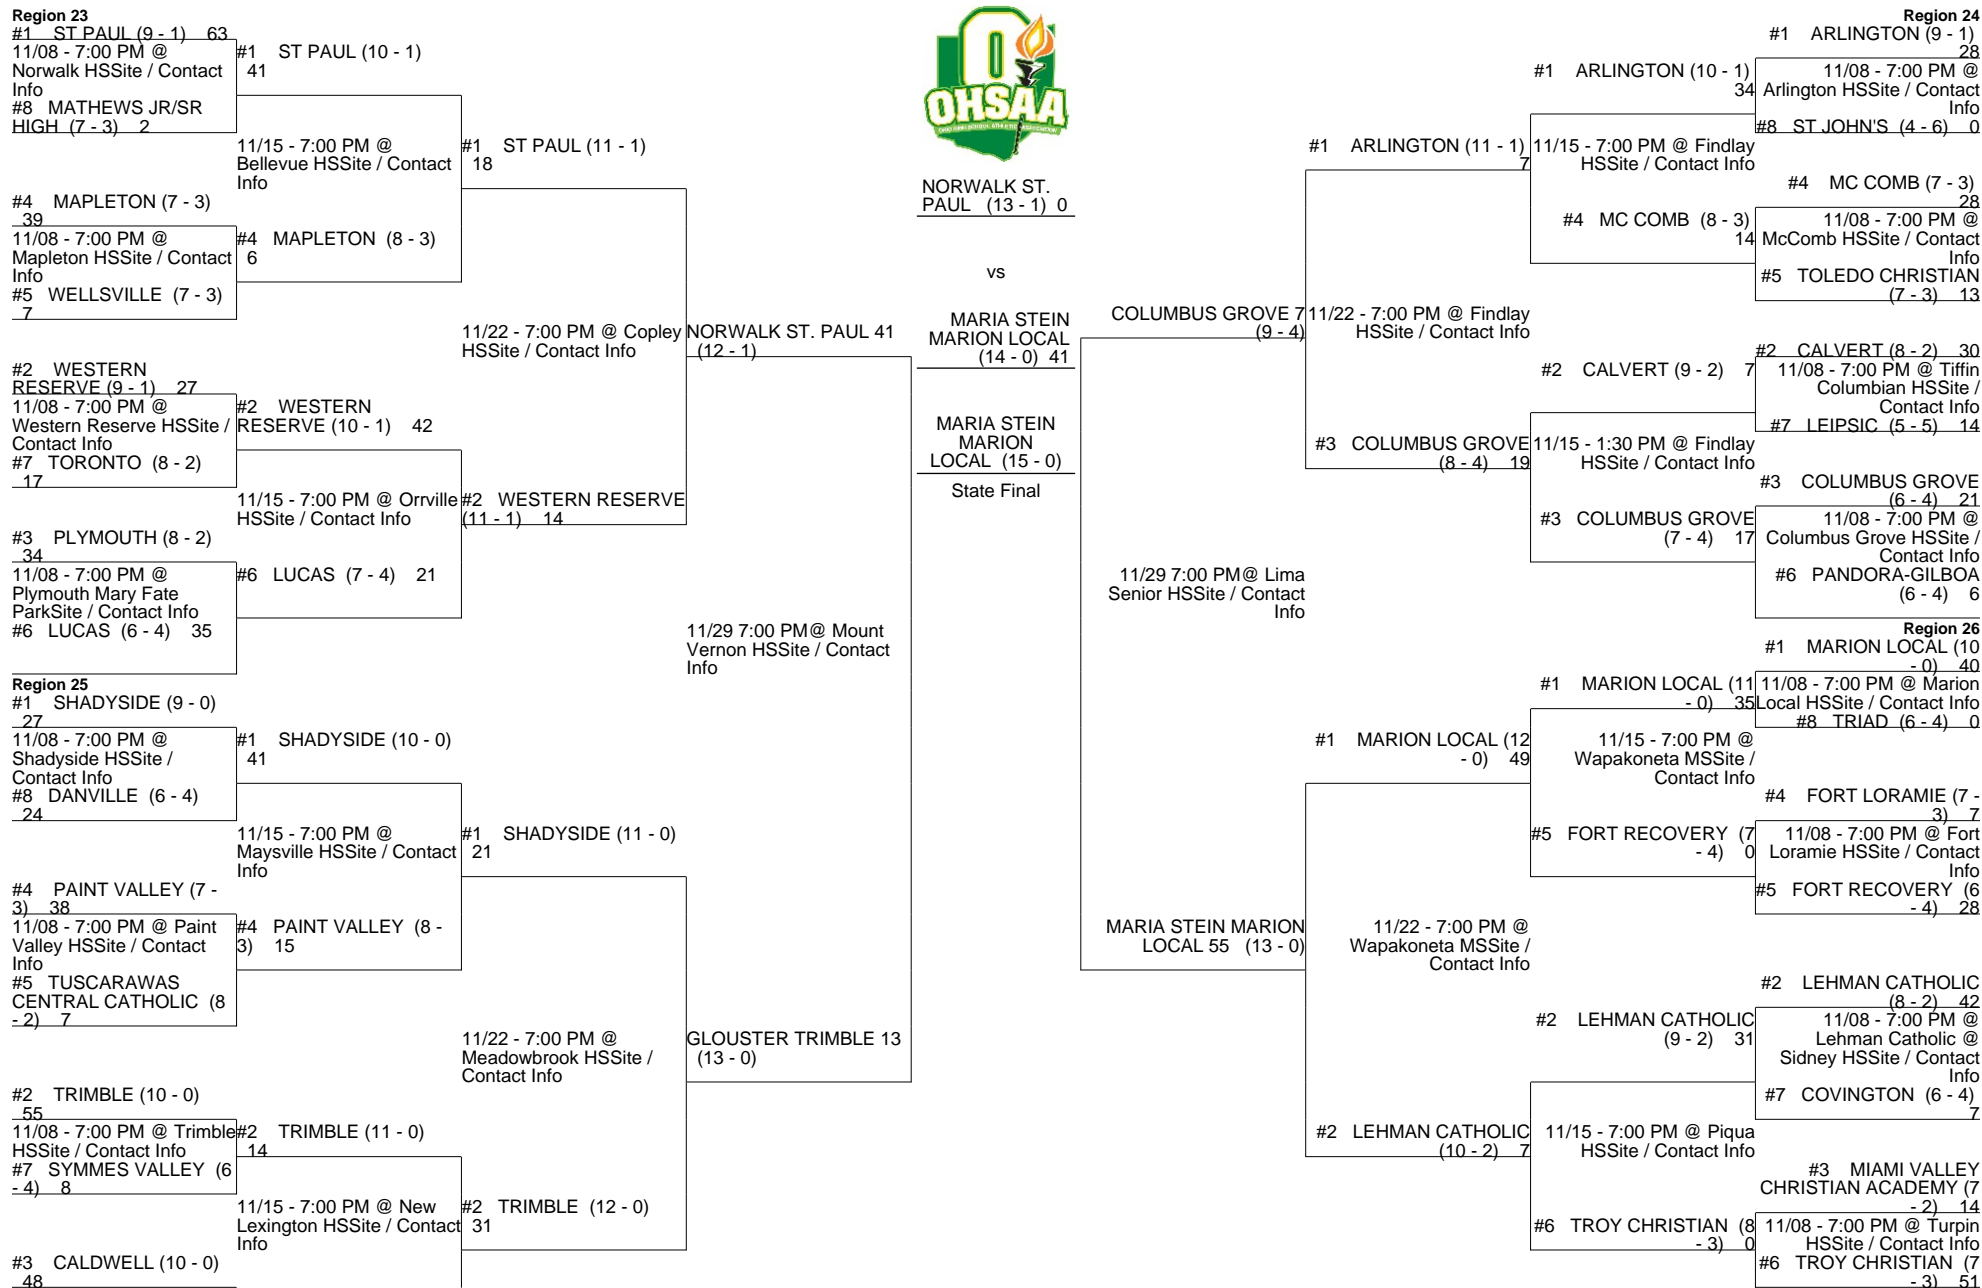 Region 23
#1 ST PAUL (9 - 1) 63
11/08 - 7:00 PM @
Norwalk HSSite / Contact
Info
#8 MATHEWS JR/SR
HIGH (7 - 3) 2
#4 MAPLETON (7 - 3)
39
11/08 - 7:00 PM @
Mapleton HSSite / Contact
Info
#5 WELLSVILLE (7 - 3)
7
#2 WESTERN
RESERVE (9 - 1) 27
11/08 - 7:00 PM @
Western Reserve HSSite /
Contact Info
#7 TORONTO (8 - 2)
17
#3 PLYMOUTH (8 - 2)
34
11/08 - 7:00 PM @
Plymouth Mary Fate
ParkSite / Contact Info
#6 LUCAS (6 - 4) 35
Region 25
#1 SHADYSIDE (9 - 0)
27
11/08 - 7:00 PM @
Shadyside HSSite /
Contact Info
#8 DANVILLE (6 - 4)
24
#4 PAINT VALLEY (7 -
3) 38
11/08 - 7:00 PM @ Paint
Valley HSSite / Contact
Info
#5 TUSCARAWAS
CENTRAL CATHOLIC (8
- 2) 7
#2 TRIMBLE (10 - 0)
55
11/08 - 7:00 PM @ Trimble
HSSite / Contact Info
#7 SYMMES VALLEY (6
- 4) 8
#3 CALDWELL (10 - 0)
48
#1 ST PAUL (10 - 1)
41
11/15 - 7:00 PM @
Bellevue HSSite / Contact
Info
#4 MAPLETON (8 - 3)
6
#2 WESTERN
RESERVE (10 - 1) 42
11/15 - 7:00 PM @ Orrville
HSSite / Contact Info
#6 LUCAS (7 - 4) 21
#1 SHADYSIDE (10 - 0)
41
11/15 - 7:00 PM @
Maysville HSSite / Contact
Info
#4 PAINT VALLEY (8 -
3) 15
#2 TRIMBLE (11 - 0)
14
11/15 - 7:00 PM @ New
Lexington HSSite / Contact
Info
#1 ST PAUL (11 - 1)
18
11/22 - 7:00 PM @ Copley
HSSite / Contact Info
#2 WESTERN RESERVE
(11 - 1) 14
#1 SHADYSIDE (11 - 0)
21
11/22 - 7:00 PM @
Meadowbrook HSSite /
Contact Info
#2 TRIMBLE (12 - 0)
31
NORWALK ST. PAUL 41
(12 - 1)
11/29 7:00 PM@ Mount
Vernon HSSite / Contact
Info
GLOUSTER TRIMBLE 13
(13 - 0)
OHSAA
NORWALK ST.
PAUL (13 - 1) 0
vs
MARIA STEIN
MARION LOCAL
(14 - 0) 41
MARIA STEIN
MARION
LOCAL (15 - 0)
State Final
COLUMBUS GROVE 7
(9 - 4)
11/29 7:00 PM@ Lima
Senior HSSite / Contact
Info
MARIA STEIN MARION
LOCAL 55 (13 - 0)
#1 ARLINGTON (11 - 1)
7
11/22 - 7:00 PM @ Findlay
HSSite / Contact Info
#3 COLUMBUS GROVE
(8 - 4) 19
#1 MARION LOCAL (12
- 0) 49
11/22 - 7:00 PM @
Wapakoneta MSSite /
Contact Info
#2 LEHMAN CATHOLIC
(10 - 2) 7
#1 ARLINGTON (10 - 1)
34
11/15 - 7:00 PM @ Findlay
HSSite / Contact Info
#4 MC COMB (8 - 3)
14
#2 CALVERT (9 - 2) 7
11/15 - 1:30 PM @ Findlay
HSSite / Contact Info
#3 COLUMBUS GROVE
(7 - 4) 17
#1 MARION LOCAL (11
- 0) 35
11/15 - 7:00 PM @
Wapakoneta MSSite /
Contact Info
#5 FORT RECOVERY (7
- 4) 0
#2 LEHMAN CATHOLIC
(9 - 2) 31
11/15 - 7:00 PM @ Piqua
HSSite / Contact Info
#6 TROY CHRISTIAN (8
- 3) 0
Region 24
#1 ARLINGTON (9 - 1)
28
11/08 - 7:00 PM @
Arlington HSSite / Contact
Info
#8 ST JOHN'S (4 - 6) 0
#4 MC COMB (7 - 3)
28
11/08 - 7:00 PM @
McComb HSSite / Contact
Info
#5 TOLEDO CHRISTIAN
(7 - 3) 13
#2 CALVERT (8 - 2) 30
11/08 - 7:00 PM @ Tiffin
Columbian HSSite /
Contact Info
#7 LEIPSIC (5 - 5) 14
#3 COLUMBUS GROVE
(6 - 4) 21
11/08 - 7:00 PM @
Columbus Grove HSSite /
Contact Info
#6 PANDORA-GILBOA
(6 - 4) 6
Region 26
#1 MARION LOCAL (10
- 0) 40
11/08 - 7:00 PM @ Marion
Local HSSite / Contact Info
#8 TRIAD (6 - 4) 0
#4 FORT LORAMIE (7 -
3) 7
11/08 - 7:00 PM @ Fort
Loramie HSSite / Contact
Info
#5 FORT RECOVERY (6
- 4) 28
#2 LEHMAN CATHOLIC
(8 - 2) 42
11/08 - 7:00 PM @
Lehman Catholic @
Sidney HSSite / Contact
Info
#7 COVINGTON (6 - 4)
7
#3 MIAMI VALLEY
CHRISTIAN ACADEMY (7
- 2) 14
11/08 - 7:00 PM @ Turpin
HSSite / Contact Info
#6 TROY CHRISTIAN (7
- 3) 51